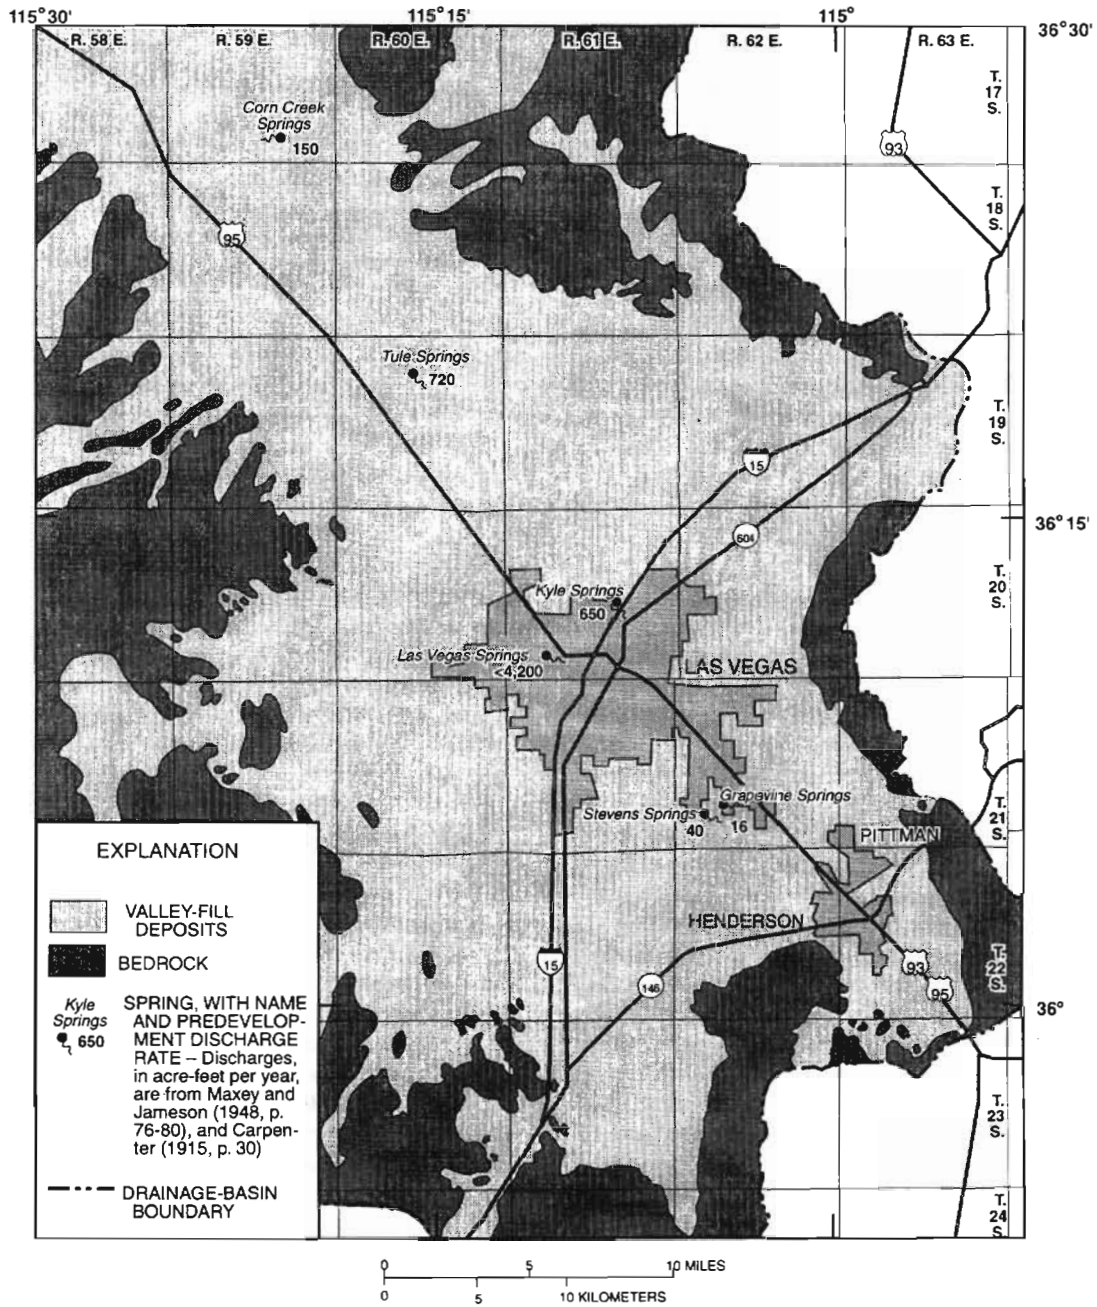 115° 30'
115° 15'
115°
36° 30'
R. 58 E.
R. 59 E.
R. 60 E.
R. 61 E.
R. 62 E.
R. 63 E.
T.
17
S.
Corn Creek
Springs
150
93
T.
18
S.
95
Tule Springs
720
T.
19
S.
15
36° 15'
604
T.
20
S.
Kyle Springs
650
Las Vegas Springs
<4,200
LAS VEGAS
Grapevine Springs
Stevens Springs
40
16
T.
21
S.
PITTMAN
HENDERSON
T.
22
S.
15
146
93
95
36°
T.
23
S.
T.
24
S.
EXPLANATION
VALLEY-FILL
DEPOSITS
BEDROCK
Kyle
Springs
650
SPRING, WITH NAME
AND PREDEVELOP-
MENT DISCHARGE
RATE – Discharges,
in acre-feet per year,
are from Maxey and
Jameson (1948, p.
76-80), and Carpen-
ter (1915, p. 30)
DRAINAGE-BASIN
BOUNDARY
0 5 10 MILES
0 5 10 KILOMETERS